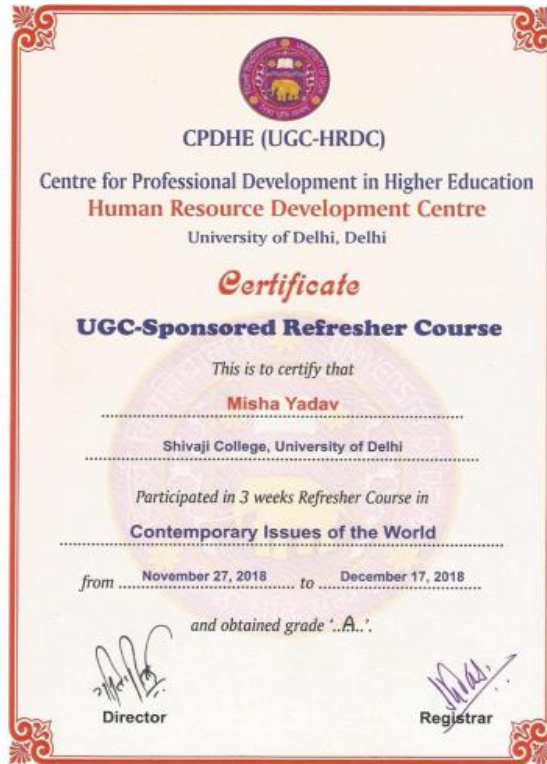 CPDHE (UGC-HRDC)
Centre for Professional Development in Higher Education
Human Resource Development Centre
University of Delhi, Delhi
Certificate
UGC-Sponsored Refresher Course
This is to certify that
Misha Yadav
Shivaji College, University of Delhi
Participated in 3 weeks Refresher Course in
Contemporary Issues of the World
from November 27, 2018 to December 17, 2018
and obtained grade '..A..'.
Director
Registrar